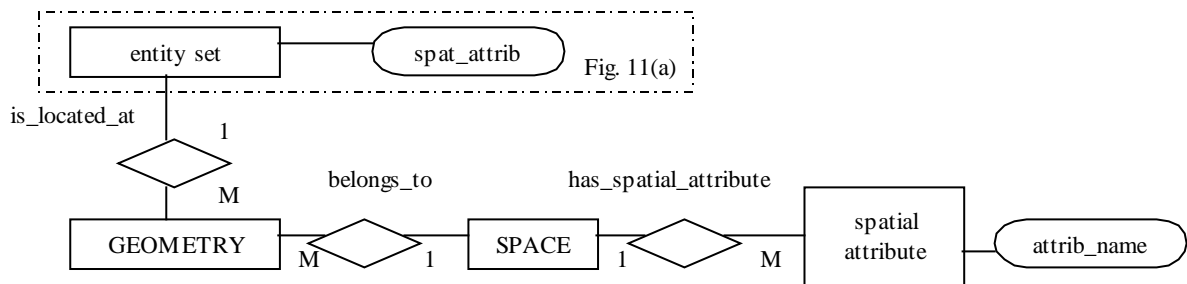 entity set
spat_attrib
Fig. 11(a)
is_located_at
1
M
belongs_to
has_spatial_attribute
GEOMETRY
M
1
SPACE
1
M
spatial
attribute
attrib_name